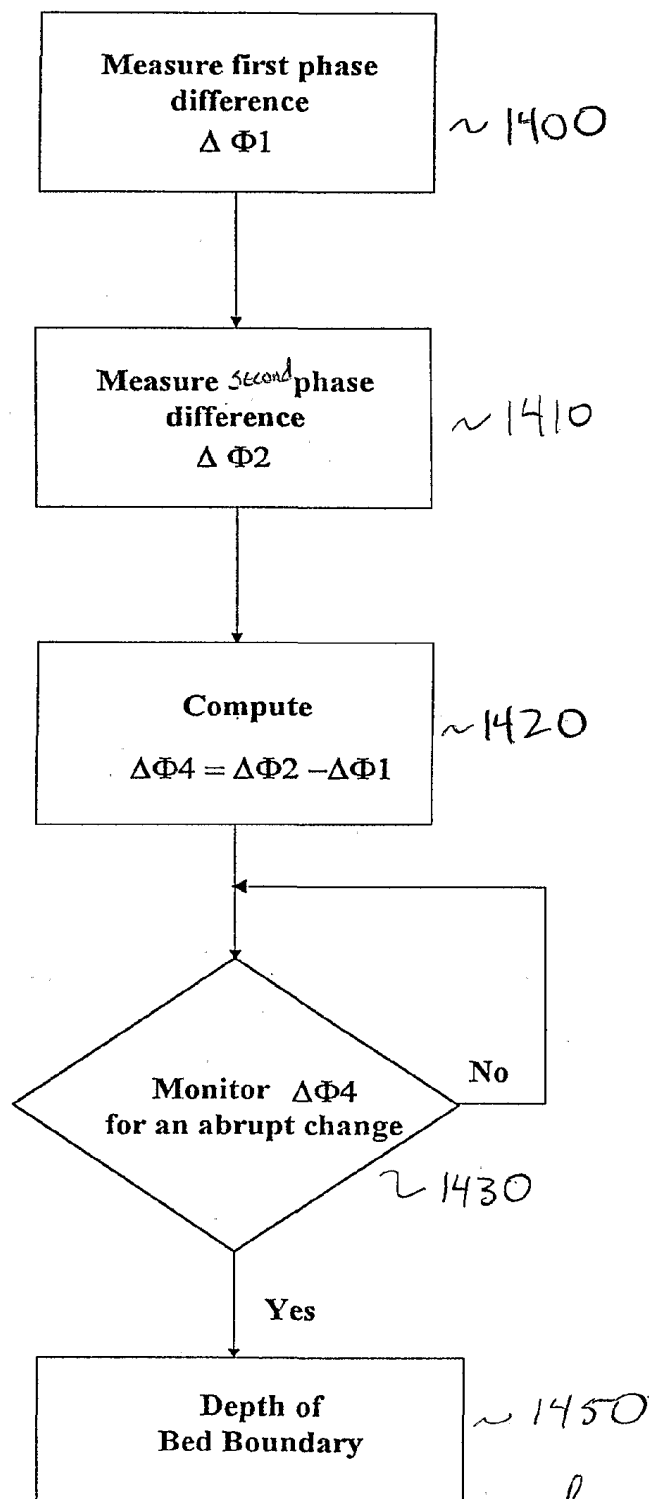 Measure first phase
difference
Δ Φ1
~ 1400
Measure second phase
difference
Δ Φ2
~ 1410
Compute
ΔΦ4 = ΔΦ2 –ΔΦ1
~1420
Monitor ΔΦ4
for an abrupt change
No
~ 1430
Yes
Depth of
Bed Boundary
~ 1450